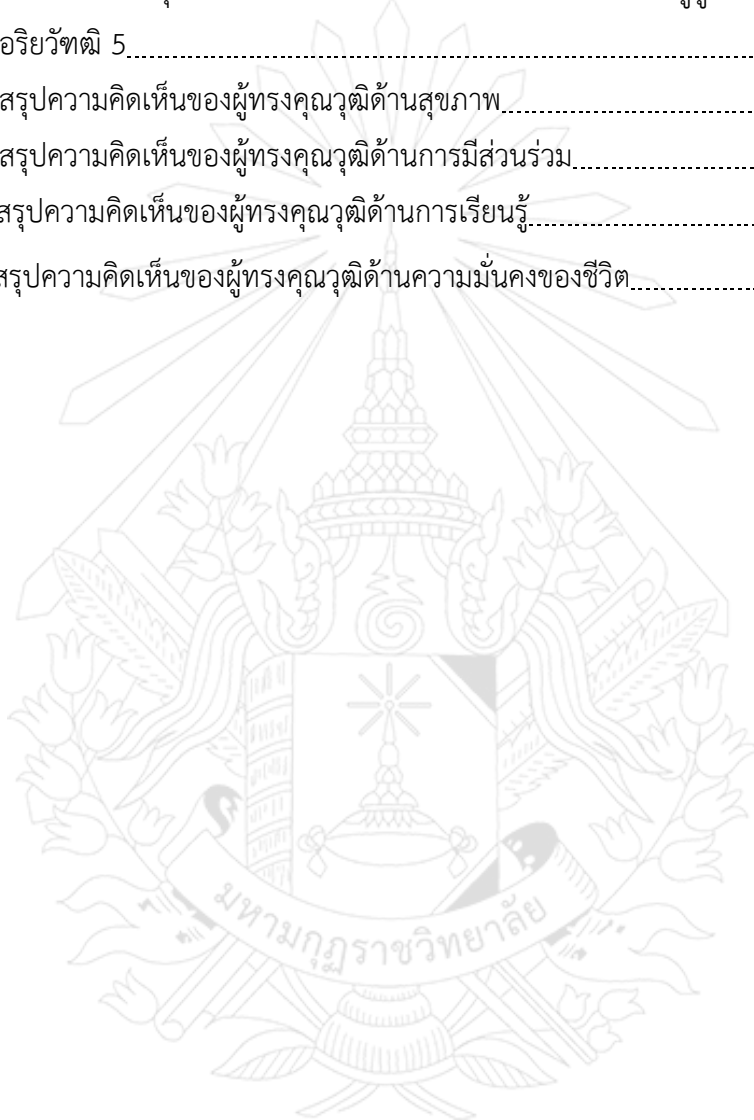 อริยวัฑฒิ 5
สรุปความคิดเห็นของผู้ทรงคุณวุฒิด้านสุขภาพ
สรุปความคิดเห็นของผู้ทรงคุณวุฒิด้านการมีส่วนร่วม
สรุปความคิดเห็นของผู้ทรงคุณวุฒิด้านการเรียนรู้
สรุปความคิดเห็นของผู้ทรงคุณวุฒิด้านความมั่นคงของชีวิต
มหามกุฏราชวิทยาลัย